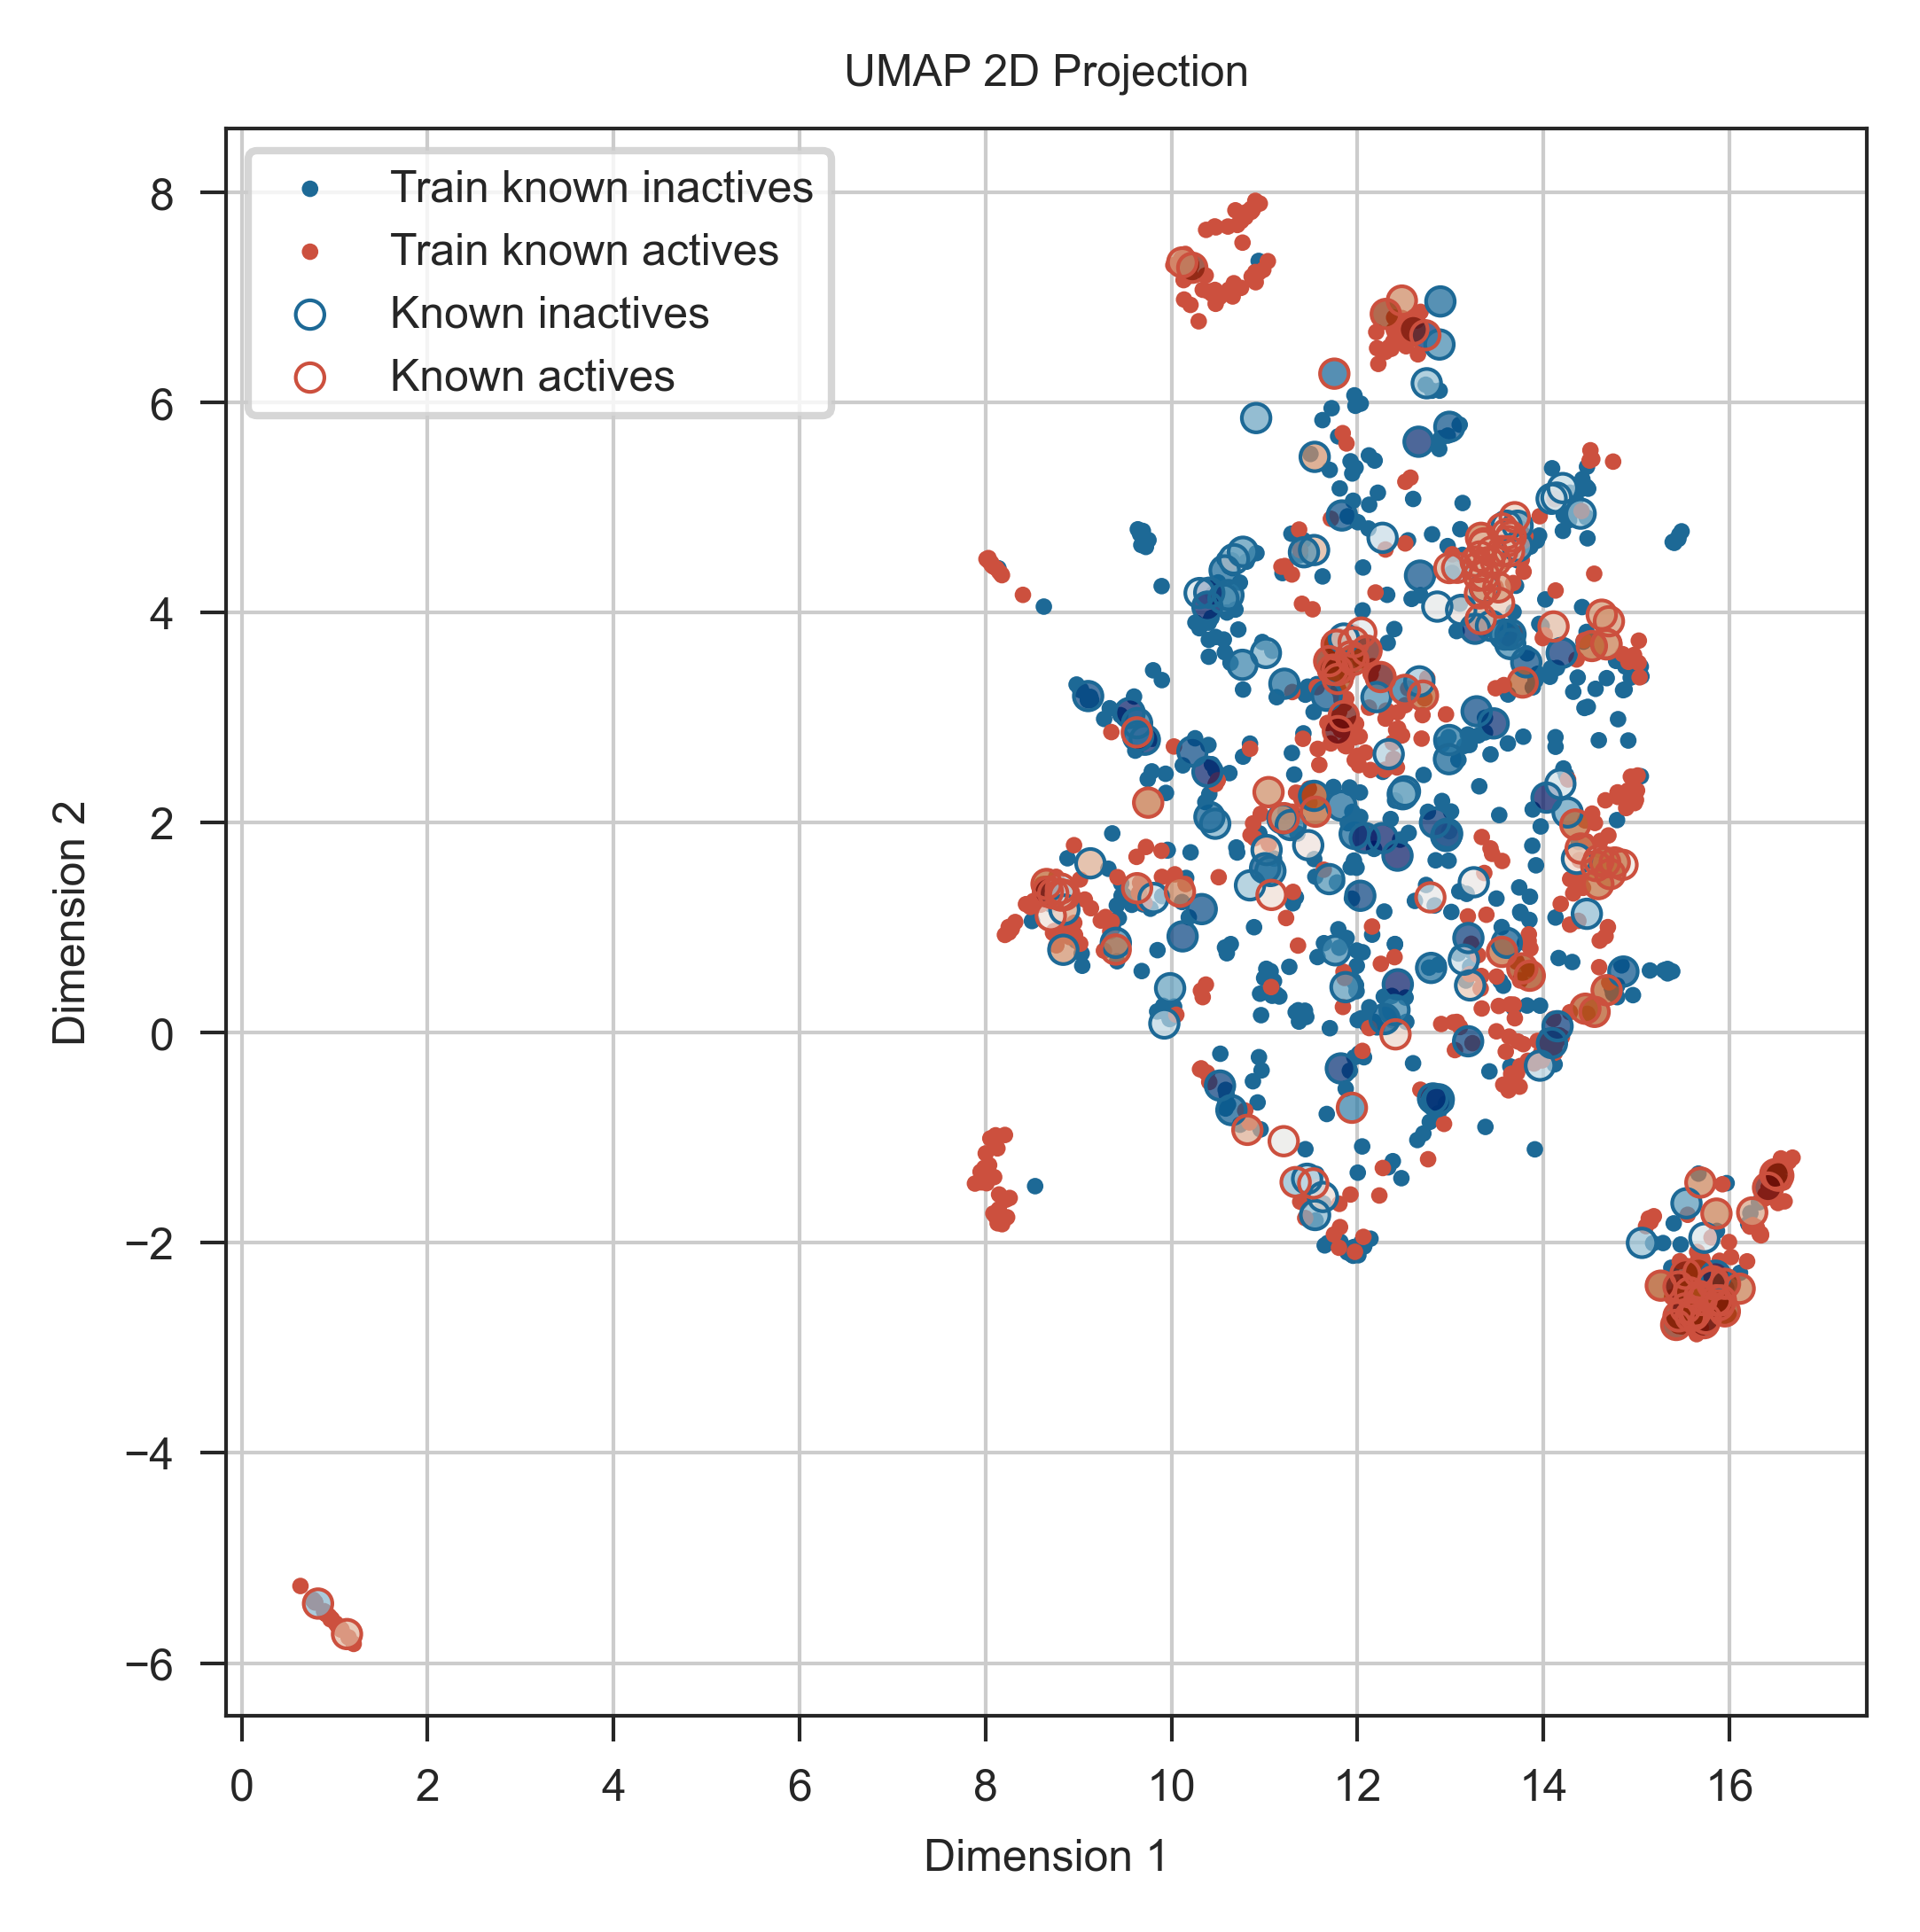 UMAP 2D Projection
Train known inactives
Train known actives
Known inactives
Known actives
8
6
4
2
0
−2
−4
−6
Dimension 2
0 2 4 6 8 10 12 14 16
Dimension 1